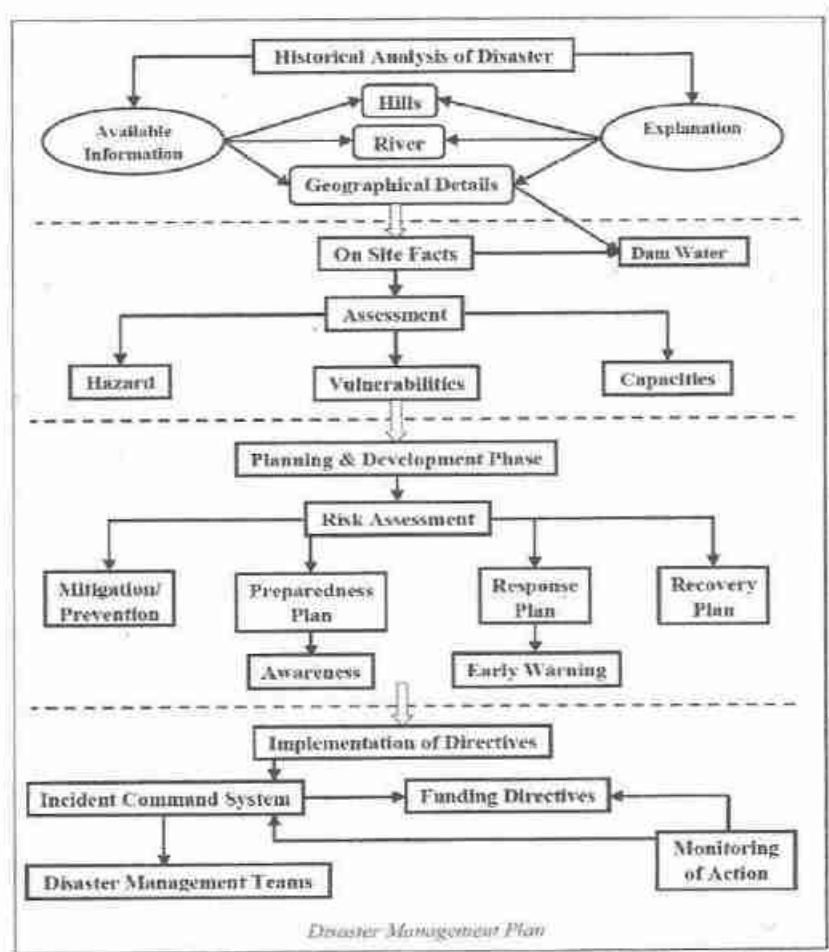 Historical Analysis of Disaster
Hills
Available
Information
Explanation
River
Geographical Details
On Site Facts
Dam Water
Assessment
Hazard
Vulnerabilities
Capacities
Planning & Development Phase
Risk Assessment
Mitigation/
Prevention
Preparedness
Plan
Response
Plan
Recovery
Plan
Awareness
Early Warning
Implementation of Directives
Incident Command System
Funding Directives
Monitoring
of Action
Disaster Management Teams
Disaster Management Plan